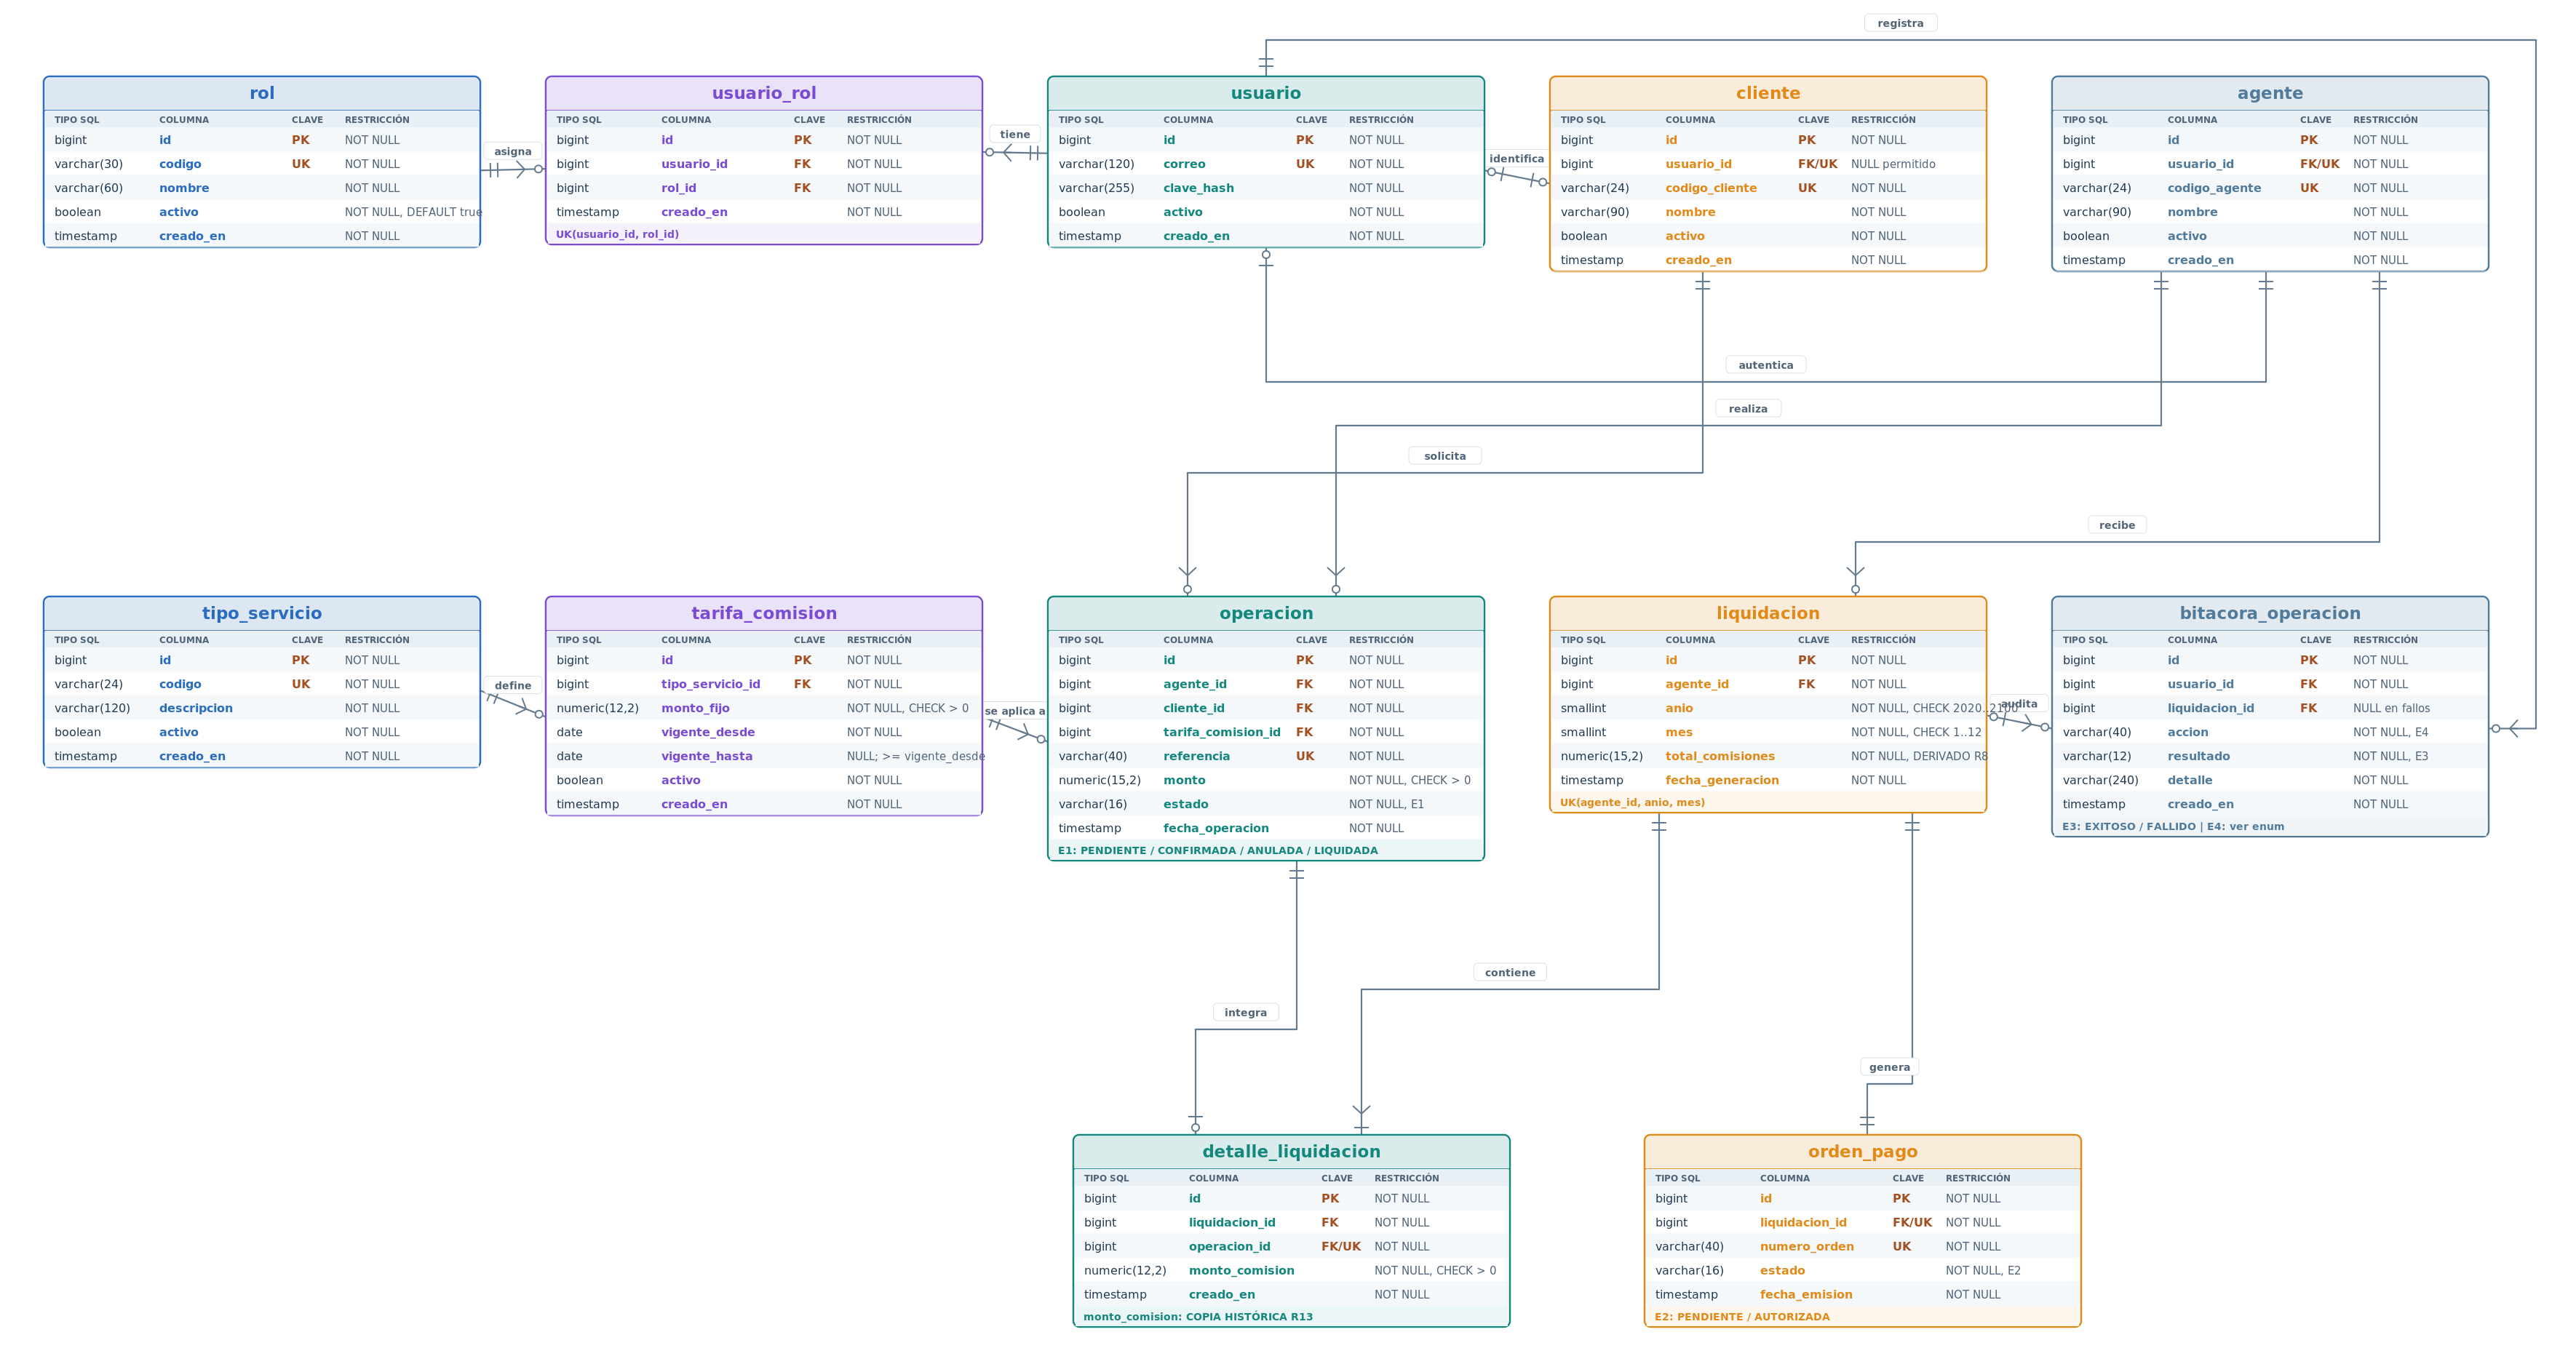 registra
rol
TIPO SQL COLUMNA CLAVE RESTRICCIÓN
bigint id PK NOT NULL
varchar(30) codigo UK NOT NULL
varchar(60) nombre NOT NULL
boolean activo NOT NULL, DEFAULT true
timestamp creado_en NOT NULL
asigna
usuario_rol
TIPO SQL COLUMNA CLAVE RESTRICCIÓN
bigint id PK NOT NULL
bigint usuario_id FK NOT NULL
bigint rol_id FK NOT NULL
timestamp creado_en NOT NULL
UK(usuario_id, rol_id)
tiene
usuario
TIPO SQL COLUMNA CLAVE RESTRICCIÓN
bigint id PK NOT NULL
varchar(120) correo UK NOT NULL
varchar(255) clave_hash NOT NULL
boolean activo NOT NULL
timestamp creado_en NOT NULL
identifica
cliente
TIPO SQL COLUMNA CLAVE RESTRICCIÓN
bigint id PK NOT NULL
bigint usuario_id FK/UK NULL permitido
varchar(24) codigo_cliente UK NOT NULL
varchar(90) nombre NOT NULL
boolean activo NOT NULL
timestamp creado_en NOT NULL
agente
TIPO SQL COLUMNA CLAVE RESTRICCIÓN
bigint id PK NOT NULL
bigint usuario_id FK/UK NOT NULL
varchar(24) codigo_agente UK NOT NULL
varchar(90) nombre NOT NULL
boolean activo NOT NULL
timestamp creado_en NOT NULL
autentica
realiza
solicita
recibe
tipo_servicio
TIPO SQL COLUMNA CLAVE RESTRICCIÓN
bigint id PK NOT NULL
varchar(24) codigo UK NOT NULL
varchar(120) descripcion NOT NULL
boolean activo NOT NULL
timestamp creado_en NOT NULL
define
tarifa_comision
TIPO SQL COLUMNA CLAVE RESTRICCIÓN
bigint id PK NOT NULL
bigint tipo_servicio_id FK NOT NULL
numeric(12,2) monto_fijo NOT NULL, CHECK > 0
date vigente_desde NOT NULL
date vigente_hasta NULL; >= vigente_desde
boolean activo NOT NULL
timestamp creado_en NOT NULL
se aplica a
operacion
TIPO SQL COLUMNA CLAVE RESTRICCIÓN
bigint id PK NOT NULL
bigint agente_id FK NOT NULL
bigint cliente_id FK NOT NULL
bigint tarifa_comision_id FK NOT NULL
varchar(40) referencia UK NOT NULL
numeric(15,2) monto NOT NULL, CHECK > 0
varchar(16) estado NOT NULL, E1
timestamp fecha_operacion NOT NULL
E1: PENDIENTE / CONFIRMADA / ANULADA / LIQUIDADA
liquidacion
TIPO SQL COLUMNA CLAVE RESTRICCIÓN
bigint id PK NOT NULL
bigint agente_id FK NOT NULL
smallint anio NOT NULL, CHECK 2020..2100
smallint mes NOT NULL, CHECK 1..12
numeric(15,2) total_comisiones NOT NULL, DERIVADO R8
timestamp fecha_generacion NOT NULL
UK(agente_id, anio, mes)
audita
bitacora_operacion
TIPO SQL COLUMNA CLAVE RESTRICCIÓN
bigint id PK NOT NULL
bigint usuario_id FK NOT NULL
bigint liquidacion_id FK NULL en fallos
varchar(40) accion NOT NULL, E4
varchar(12) resultado NOT NULL, E3
varchar(240) detalle NOT NULL
timestamp creado_en NOT NULL
E3: EXITOSO / FALLIDO | E4: ver enum
contiene
integra
genera
detalle_liquidacion
TIPO SQL COLUMNA CLAVE RESTRICCIÓN
bigint id PK NOT NULL
bigint liquidacion_id FK NOT NULL
bigint operacion_id FK/UK NOT NULL
numeric(12,2) monto_comision NOT NULL, CHECK > 0
timestamp creado_en NOT NULL
monto_comision: COPIA HISTÓRICA R13
orden_pago
TIPO SQL COLUMNA CLAVE RESTRICCIÓN
bigint id PK NOT NULL
bigint liquidacion_id FK/UK NOT NULL
varchar(40) numero_orden UK NOT NULL
varchar(16) estado NOT NULL, E2
timestamp fecha_emision NOT NULL
E2: PENDIENTE / AUTORIZADA